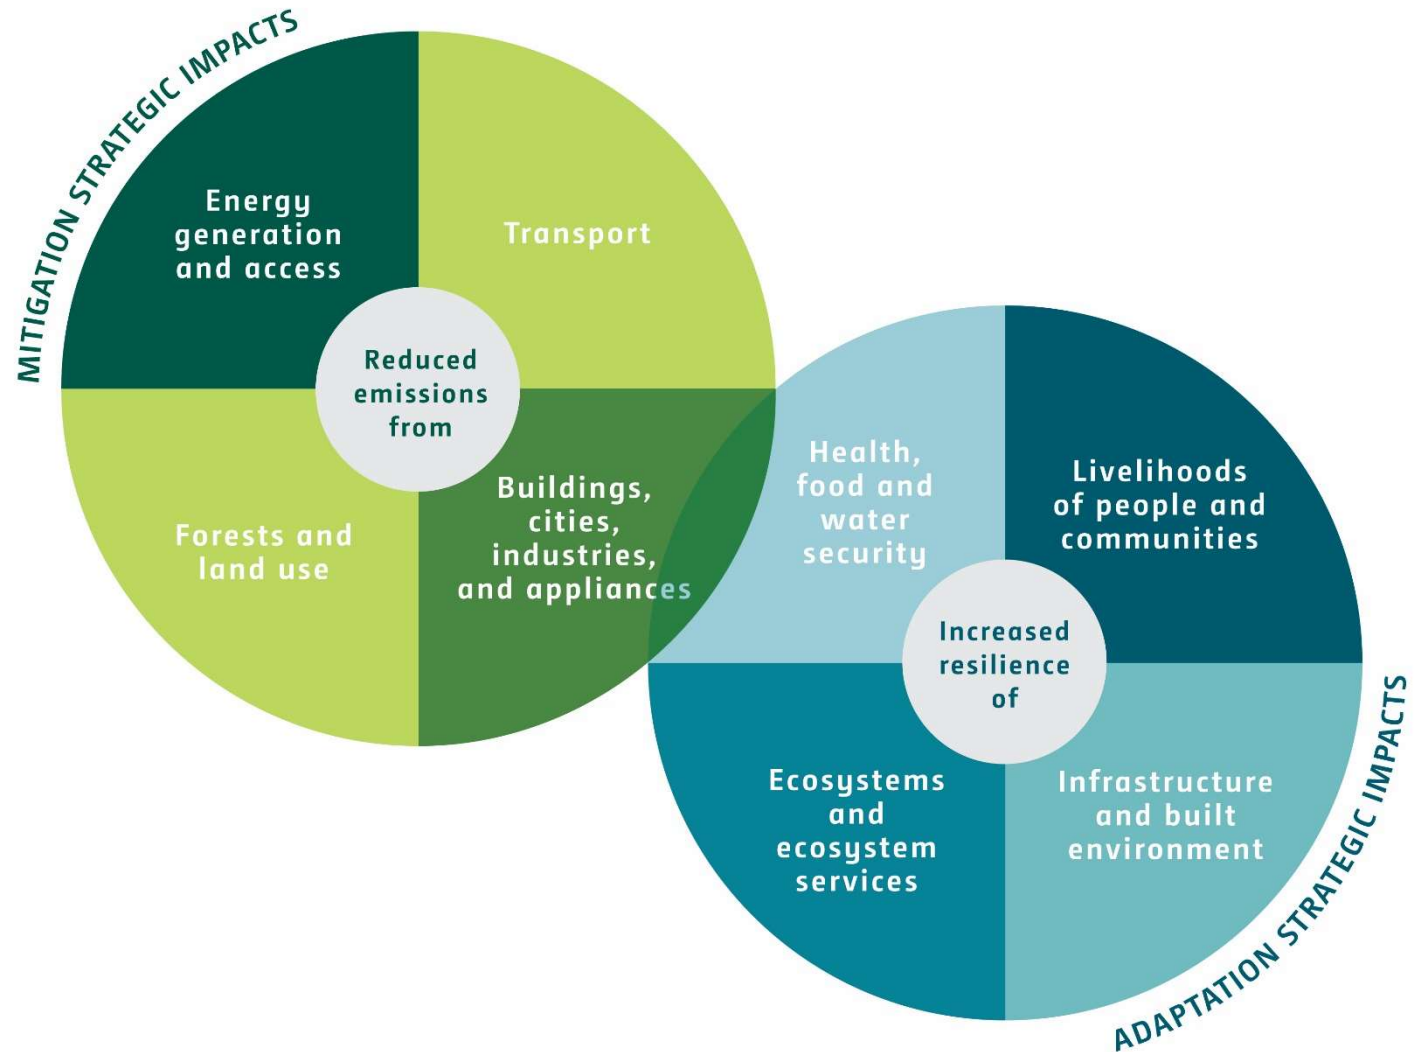 MITIGATION STRATEGIC IMPACTS
Energy
generation
and access
Transport
Reduced
emissions
from
Forests and
land use
Buildings,
cities,
industries,
and appliances
Health,
food and
water
security
Livelihoods
of people and
communities
Increased
resilience
of
Ecosystems
and
ecosystem
services
Infrastructure
and built
environment
ADAPTATION STRATEGIC IMPACTS